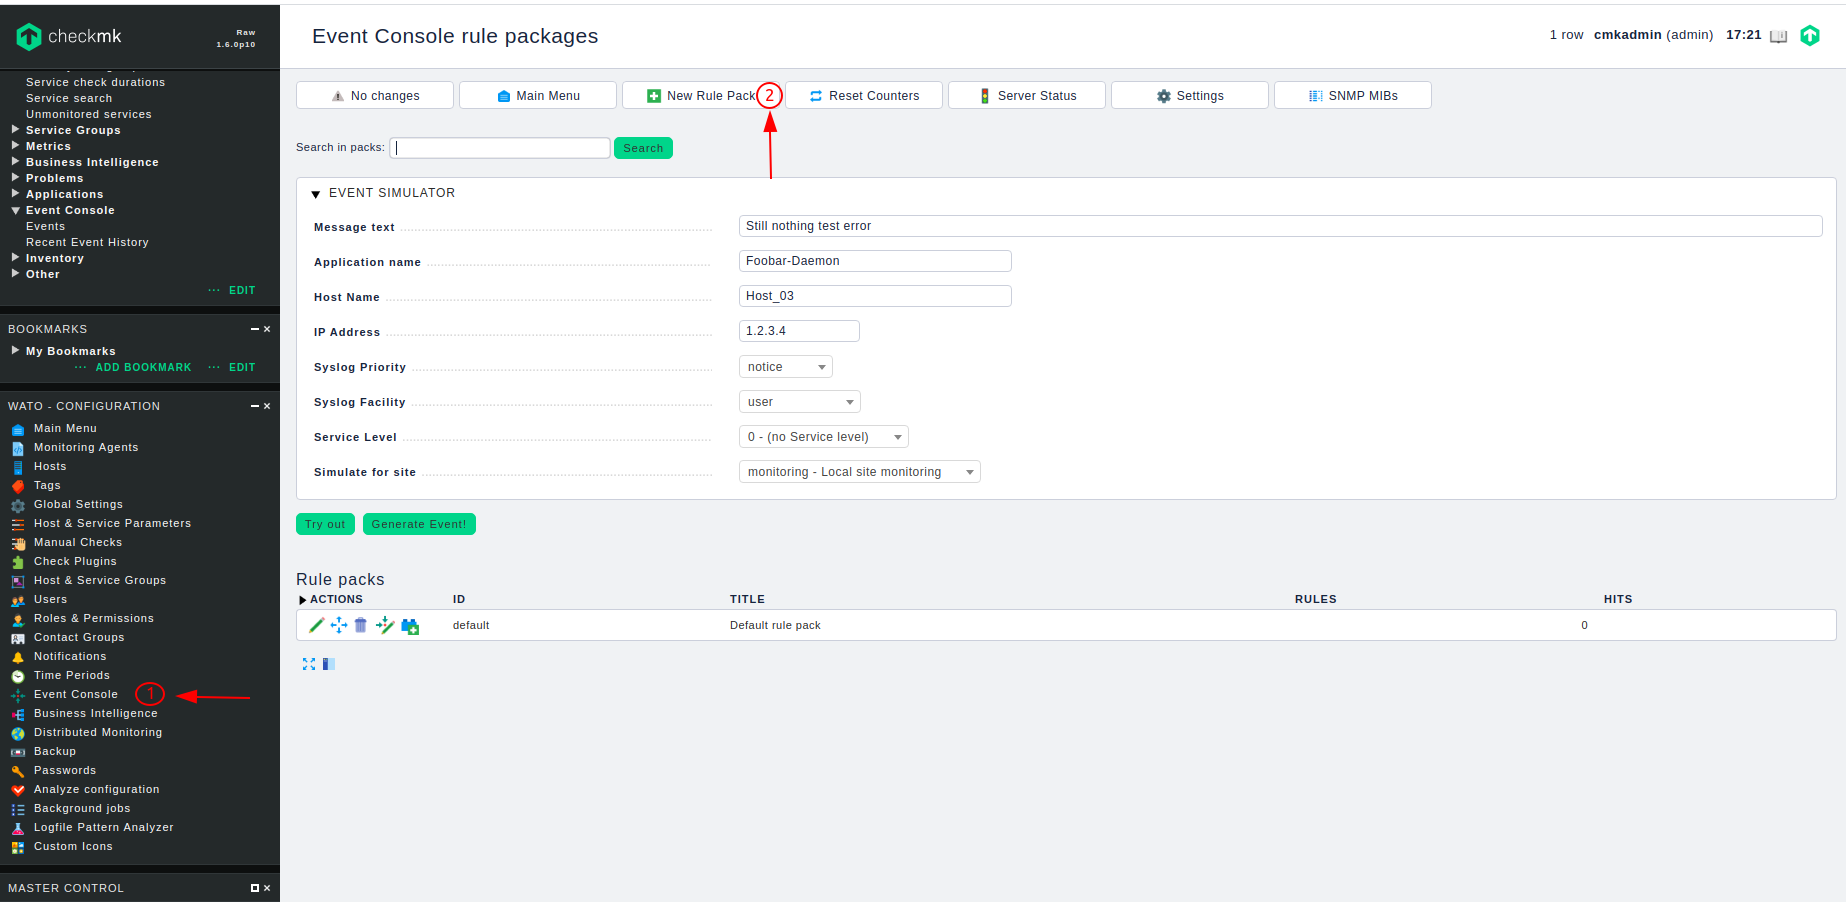 checkmk
Raw
1.6.0p10
Service check durations
Service search
Unmonitored services
Service Groups
Metrics
Business Intelligence
Problems
Applications
Event Console
Events
Recent Event History
Inventory
Other
··· EDIT
BOOKMARKS
My Bookmarks
··· ADD BOOKMARK ··· EDIT
WATO - CONFIGURATION
Main Menu
Monitoring Agents
Hosts
Tags
Global Settings
Host & Service Parameters
Manual Checks
Check Plugins
Host & Service Groups
Users
Roles & Permissions
Contact Groups
Notifications
Time Periods
Event Console 1
Business Intelligence
Distributed Monitoring
Backup
Passwords
Analyze configuration
Background jobs
Logfile Pattern Analyzer
Custom Icons
MASTER CONTROL
Event Console rule packages
1 row cmkadmin (admin) 17:21
No changes
Main Menu
New Rule Pack 2
Reset Counters
Server Status
Settings
SNMP MIBs
Search in packs:
Search
EVENT SIMULATOR
Message text Still nothing test error
Application name Foobar-Daemon
Host Name Host_03
IP Address 1.2.3.4
Syslog Priority notice
Syslog Facility user
Service Level 0 - (no Service level)
Simulate for site monitoring - Local site monitoring
Try out Generate Event!
Rule packs
ACTIONS ID TITLE RULES HITS
default Default rule pack 0